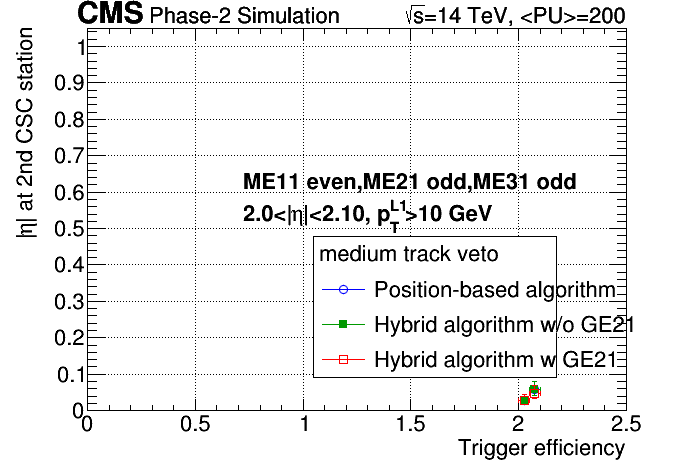 CMS Phase-2 Simulation √s=14 TeV, <PU>=200
|η| at 2nd CSC station
1
0.9
0.8
0.7
0.6
0.5
0.4
0.3
0.2
0.1
0
ME11 even,ME21 odd,ME31 odd
2.0<|η|<2.10, p_T^L1>10 GeV
medium track veto
Position-based algorithm
Hybrid algorithm w/o GE21
Hybrid algorithm w GE21
0 0.5 1 1.5 2 2.5
Trigger efficiency